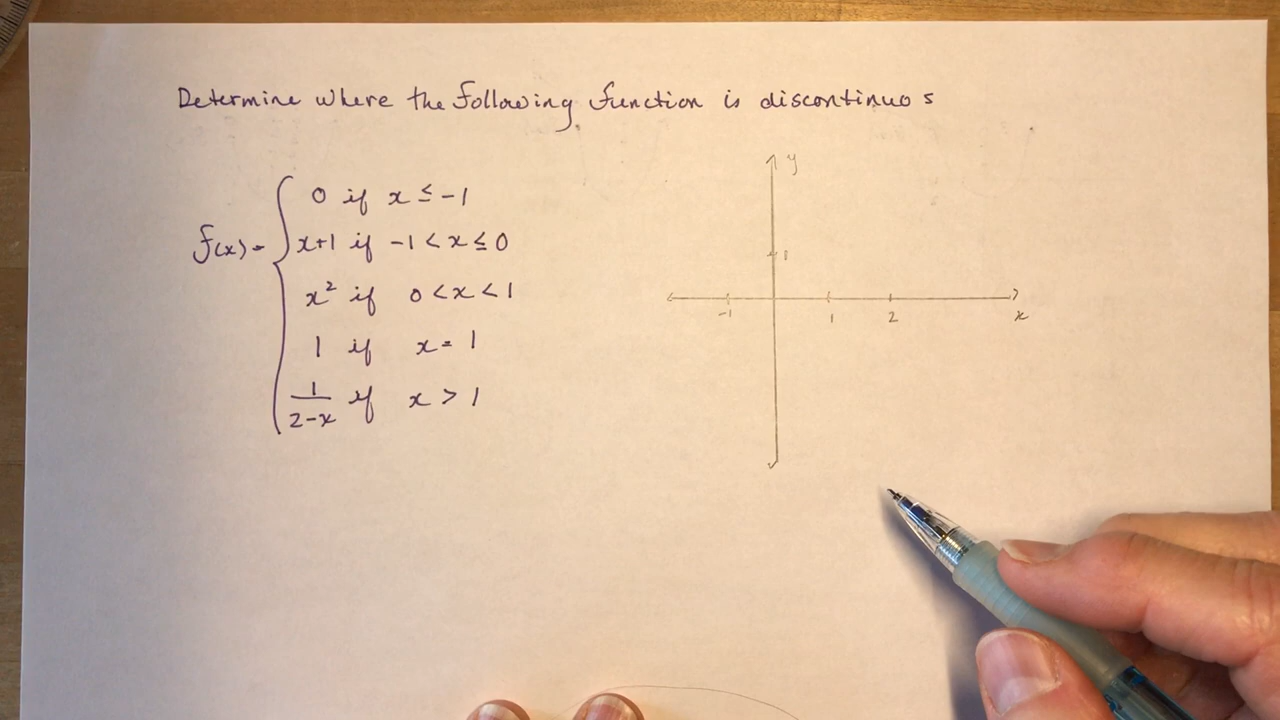 Determine where the following function is discontinuos
f(x)=
0 if x ≤ -1
x+1 if -1 < x ≤ 0
x² if 0 < x < 1
1 if x = 1
1/2-x if x > 1
y
1
-1 1 2
x